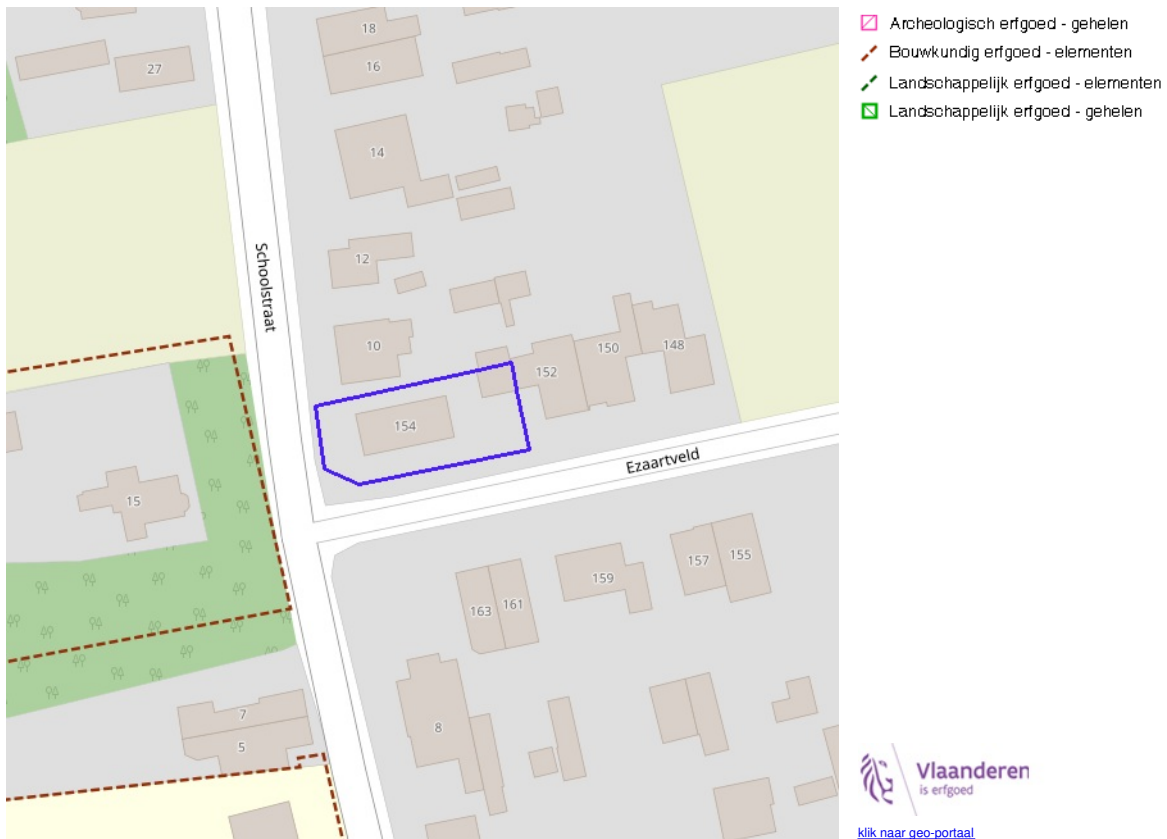 18
16
27
14
12
10
Schoolstraat
152
150
148
154
Ezaartveld
15
163
161
159
157
155
7
5
8
Archeologisch erfgoed - gehelen
Bouwkundig erfgoed - elementen
Landschappelijk erfgoed - elementen
Landschappelijk erfgoed - gehelen
Vlaanderen
is erfgoed
klik naar geo-portaal